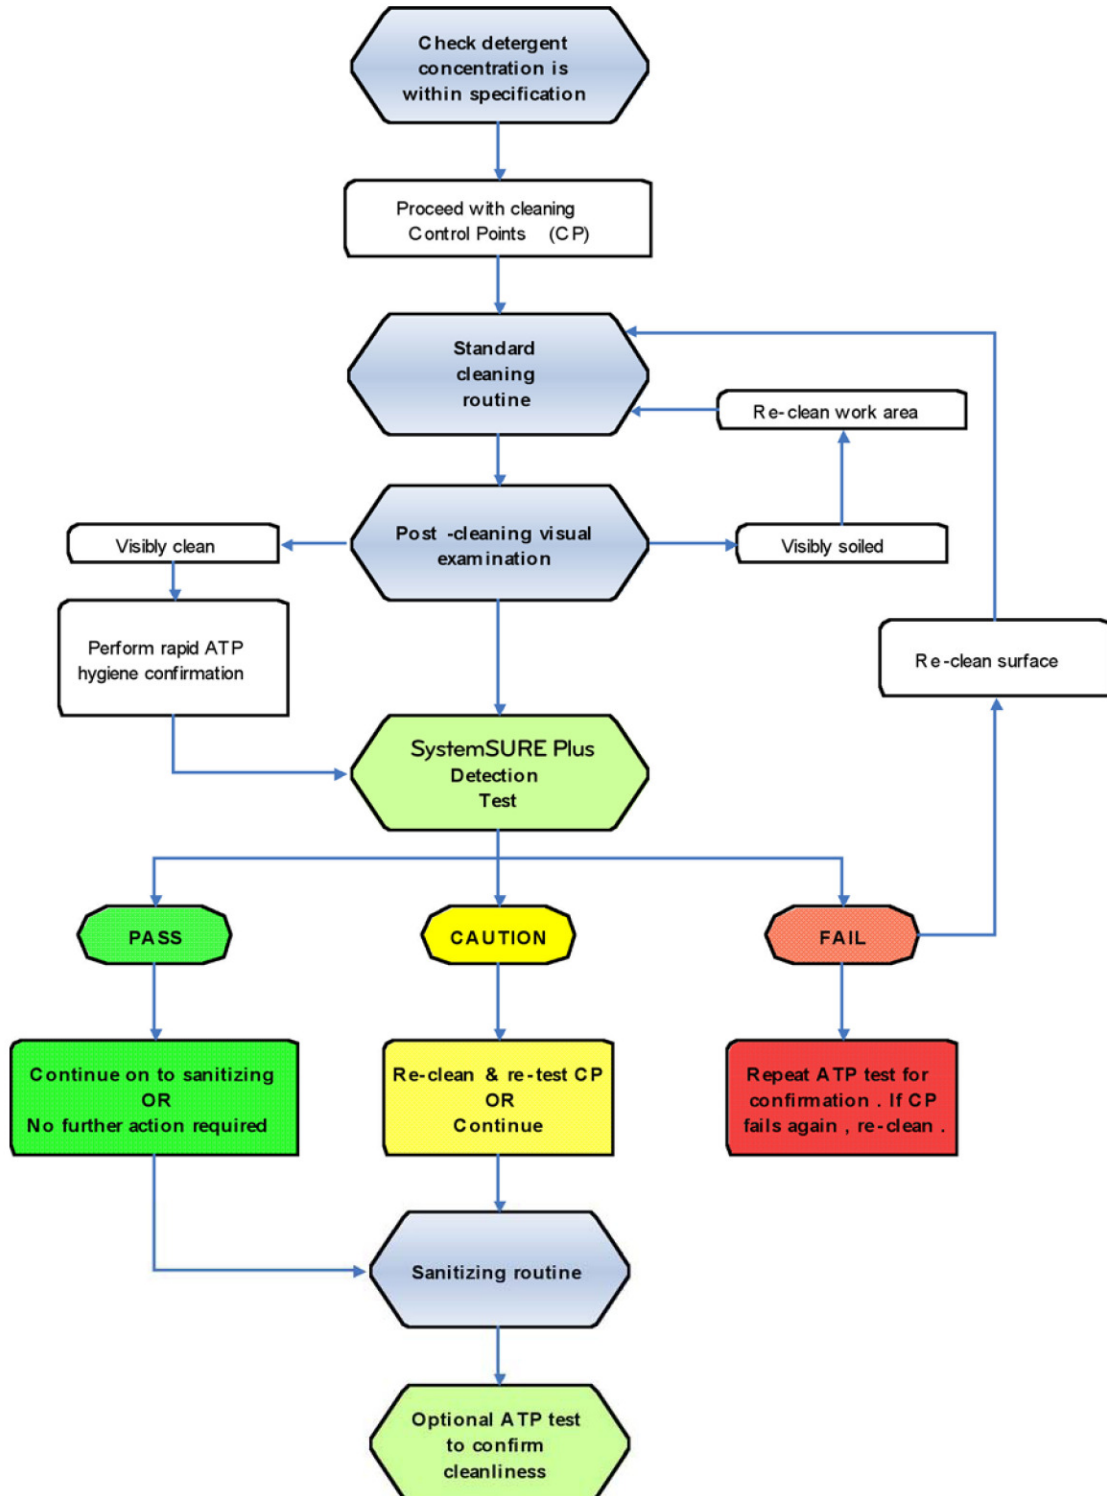 Check detergent
concentration is
within specification
Proceed with cleaning
Control Points (CP)
Standard
cleaning
routine
Re-clean work area
Post -cleaning visual
examination
Visibly clean
Visibly soiled
Perform rapid ATP
hygiene confirmation
Re-clean surface
SystemSURE Plus
Detection
Test
PASS
CAUTION
FAIL
Continue on to sanitizing
OR
No further action required
Re-clean & re-test CP
OR
Continue
Repeat ATP test for
confirmation . If CP
fails again , re-clean .
Sanitizing routine
Optional ATP test
to confirm
cleanliness